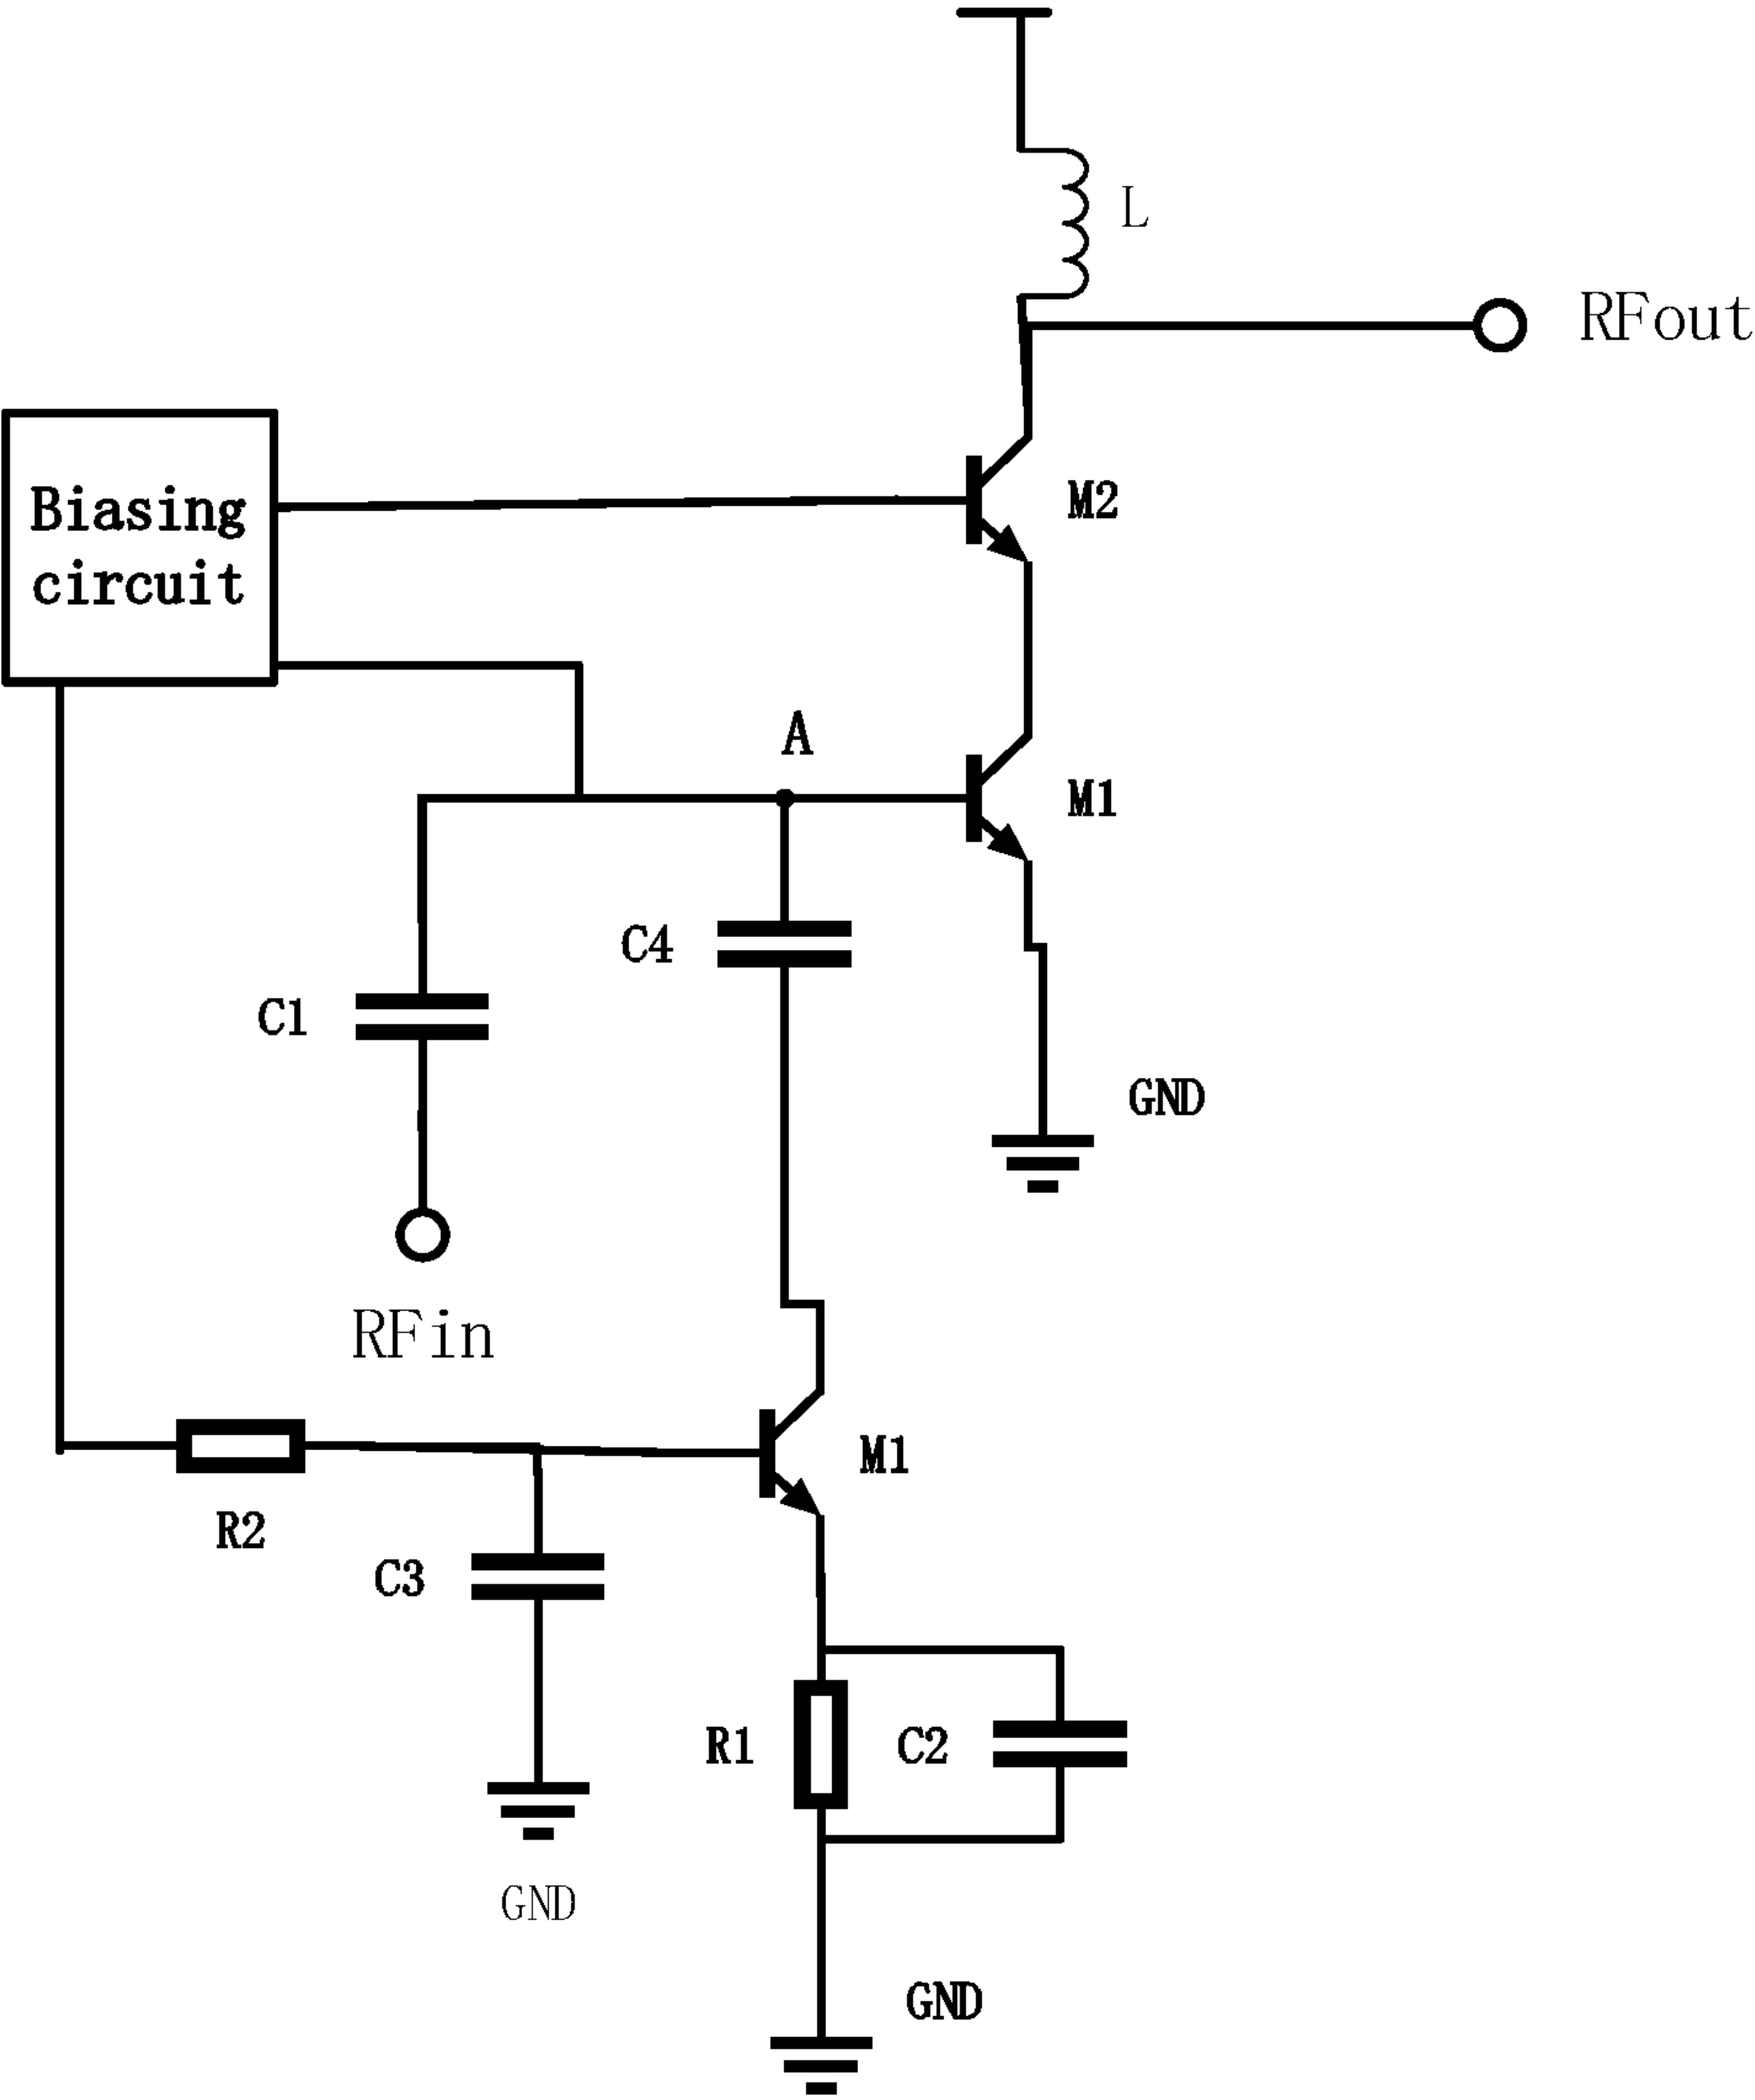 L
RFout
Biasing
circuit
M2
A
M1
C4
C1
GND
RFin
M1
R2
C3
R1
C2
GND
GND